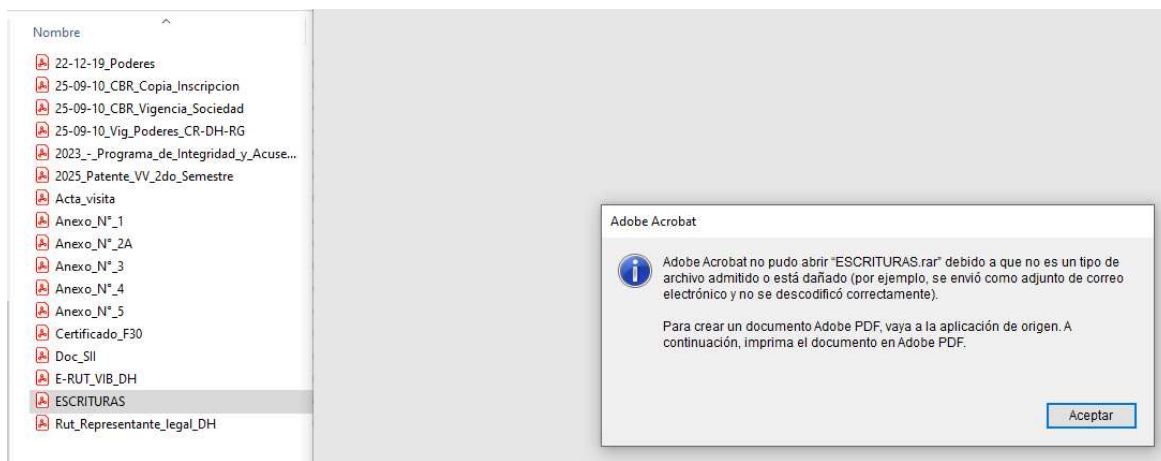 Nombre
22-12-19_Poderes
25-09-10_CBR_Copia_Inscripcion
25-09-10_CBR_Vigencia_Sociedad
25-09-10_Vig_Poderes_CR-DH-RG
2023_-_Programa_de_Integridad_y_Acuse...
2025_Patente_VV_2do_Semestre
Acta_visita
Anexo_N°_1
Anexo_N°_2A
Anexo_N°_3
Anexo_N°_4
Anexo_N°_5
Certificado_F30
Doc_SII
E-RUT_VIB_DH
ESCRITURAS
Rut_Representante_legal_DH
Adobe Acrobat
Adobe Acrobat no pudo abrir “ESCRITURAS.rar” debido a que no es un tipo de
archivo admitido o está dañado (por ejemplo, se envió como adjunto de correo
electrónico y no se descodificó correctamente).
Para crear un documento Adobe PDF, vaya a la aplicación de origen. A
continuación, imprima el documento en Adobe PDF.
Aceptar